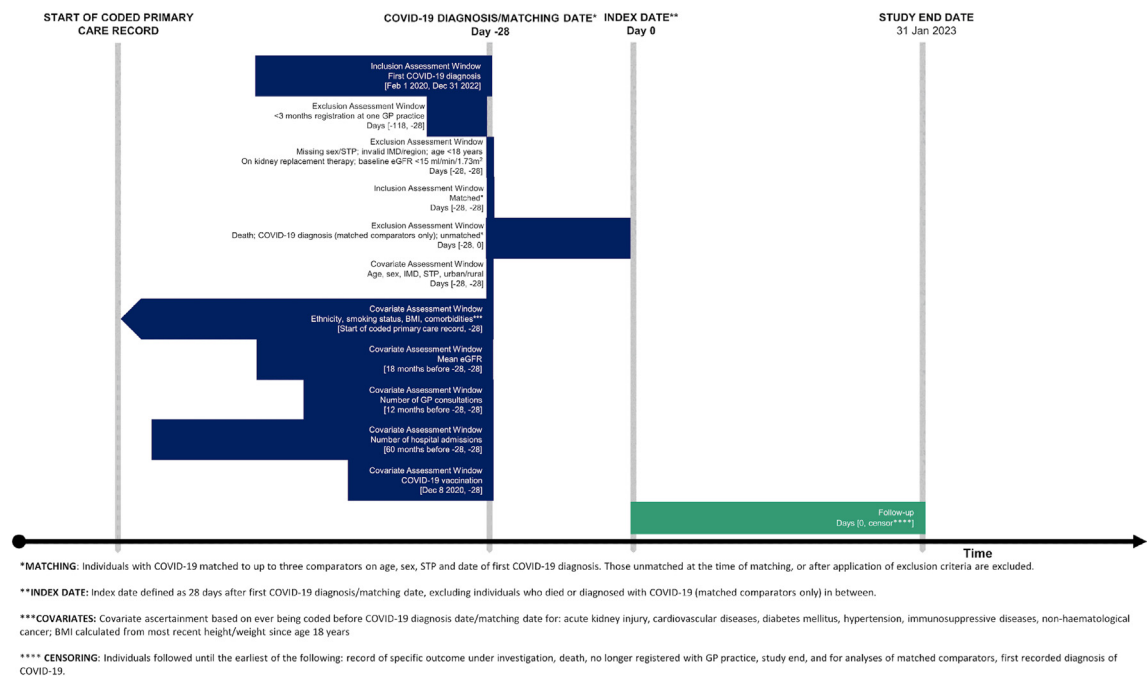 START OF CODED PRIMARY
CARE RECORD
COVID-19 DIAGNOSIS/MATCHING DATE*
Day -28
INDEX DATE**
Day 0
STUDY END DATE
31 Jan 2023
Inclusion Assessment Window
First COVID-19 diagnosis
[Feb 1 2020, Dec 31 2022]
Exclusion Assessment Window
<3 months registration at one GP practice
Days [-118, -28]
Exclusion Assessment Window
Missing sex/STP; invalid IMD/region; age <18 years
On kidney replacement therapy; baseline eGFR <15 ml/min/1.73m²
Days [-28, -28]
Inclusion Assessment Window
Matched*
Days [-28, -28]
Exclusion Assessment Window
Death; COVID-19 diagnosis (matched comparators only); unmatched*
Days [-28, 0]
Covariate Assessment Window
Age, sex, IMD, STP, urban/rural
Days [-28, -28]
Covariate Assessment Window
Ethnicity, smoking status, BMI, comorbidities***
[Start of coded primary care record, -28]
Covariate Assessment Window
Mean eGFR
[18 months before -28, -28]
Covariate Assessment Window
Number of GP consultations
[12 months before -28, -28]
Covariate Assessment Window
Number of hospital admissions
[60 months before -28, -28]
Covariate Assessment Window
COVID-19 vaccination
[Dec 8 2020, -28]
Follow-up
Days [0, censor****]
Time
*MATCHING: Individuals with COVID-19 matched to up to three comparators on age, sex, STP and date of first COVID-19 diagnosis. Those unmatched at the time of matching, or after application of exclusion criteria are excluded.
**INDEX DATE: Index date defined as 28 days after first COVID-19 diagnosis/matching date, excluding individuals who died or diagnosed with COVID-19 (matched comparators only) in between.
***COVARIATES: Covariate ascertainment based on ever being coded before COVID-19 diagnosis date/matching date for: acute kidney injury, cardiovascular diseases, diabetes mellitus, hypertension, immunosuppressive diseases, non-haematological
cancer; BMI calculated from most recent height/weight since age 18 years
**** CENSORING: Individuals followed until the earliest of the following: record of specific outcome under investigation, death, no longer registered with GP practice, study end, and for analyses of matched comparators, first recorded diagnosis of
COVID-19.